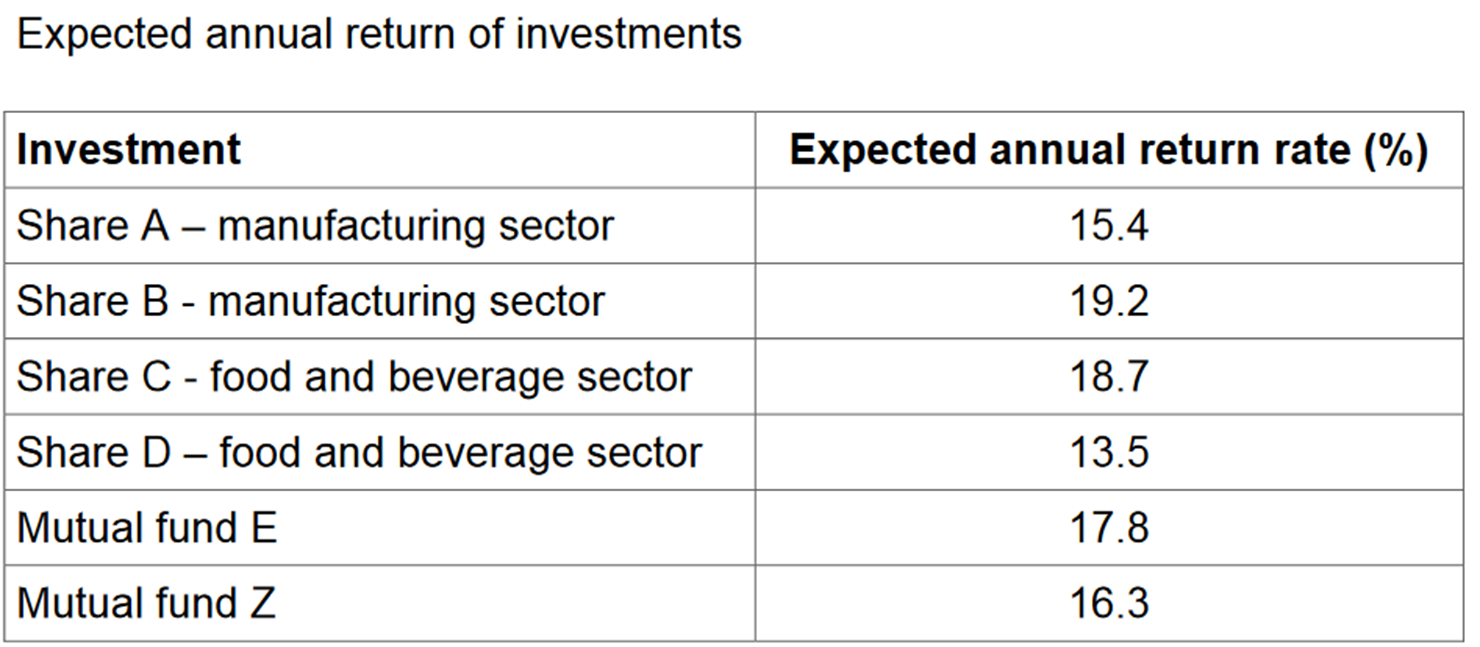 Expected annual return of investments
Investment Expected annual return rate (%)
Share A – manufacturing sector 15.4
Share B - manufacturing sector 19.2
Share C - food and beverage sector 18.7
Share D – food and beverage sector 13.5
Mutual fund E 17.8
Mutual fund Z 16.3